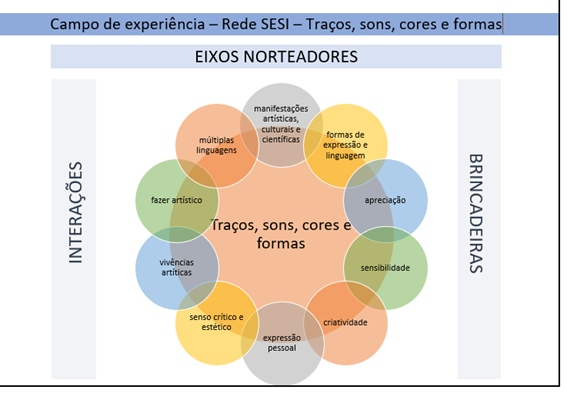 Campo de experiência – Rede SESI – Traços, sons, cores e formas
EIXOS NORTEADORES
INTERAÇÕES
BRINCADEIRAS
manifestações
artísticas,
culturais e
científicas
formas de
expressão e
linguagem
apreciação
sensibilidade
criatividade
expressão
pessoal
senso crítico e
estético
vivências
artíticas
fazer artístico
múltiplas
linguagens
Traços, sons, cores e
formas